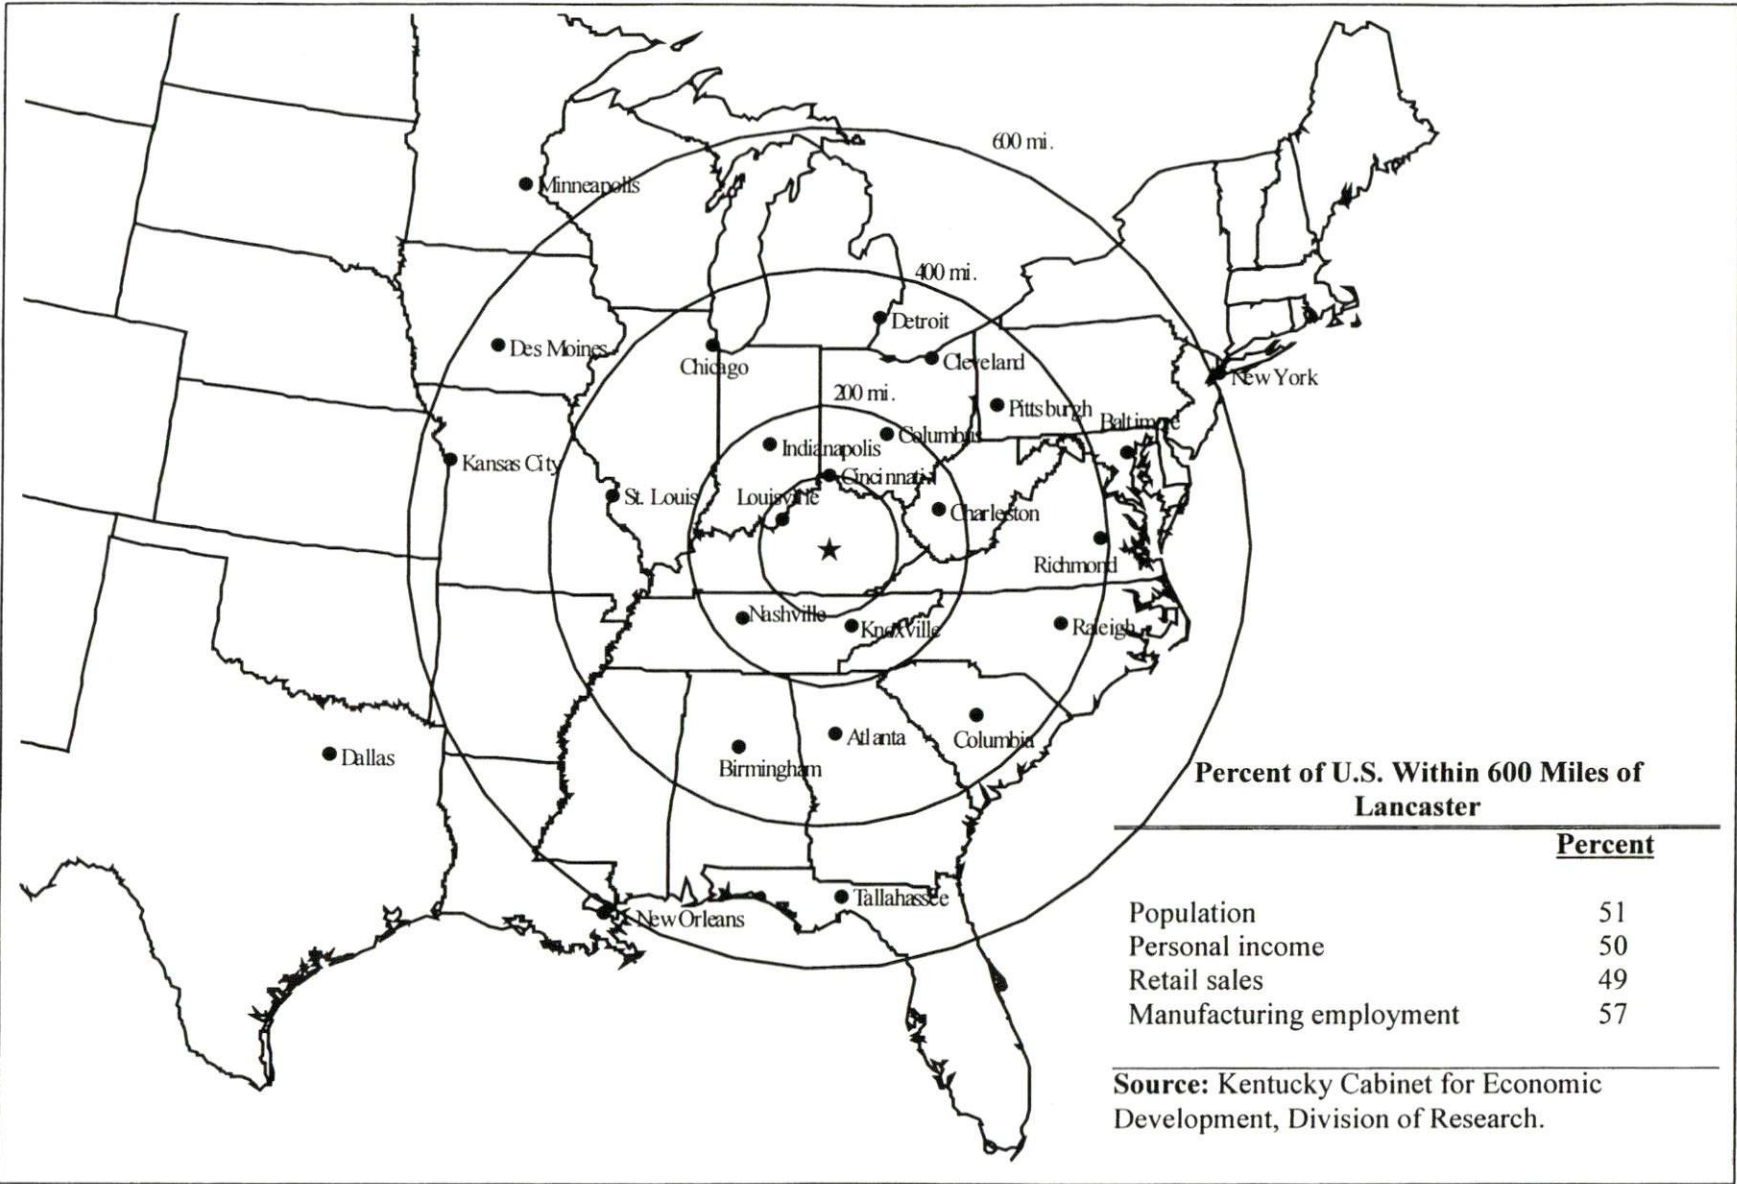 600 mi.
Minneapolis
400 mi.
Detroit
Des Moines
Chicago
Cleveland
New York
200 mi.
Pittsburgh
Baltimore
Columbus
Indianapolis
Kansas City
Cincinnati
St. Louis
Louisville
Charleston
Richmond
Nashville
Knoxville
Raleigh
Atlanta
Columbia
Dallas
Birmingham
Tallahassee
New Orleans
Percent of U.S. Within 600 Miles of
Lancaster
Percent
Population 51
Personal income 50
Retail sales 49
Manufacturing employment 57
Source: Kentucky Cabinet for Economic
Development, Division of Research.